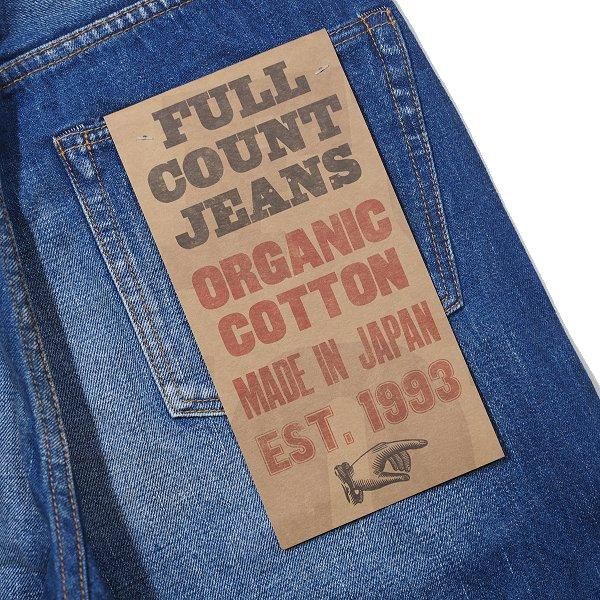 FULL
COUNT
JEANS
ORGANIC
COTTON
MADE IN JAPAN
EST. 1993